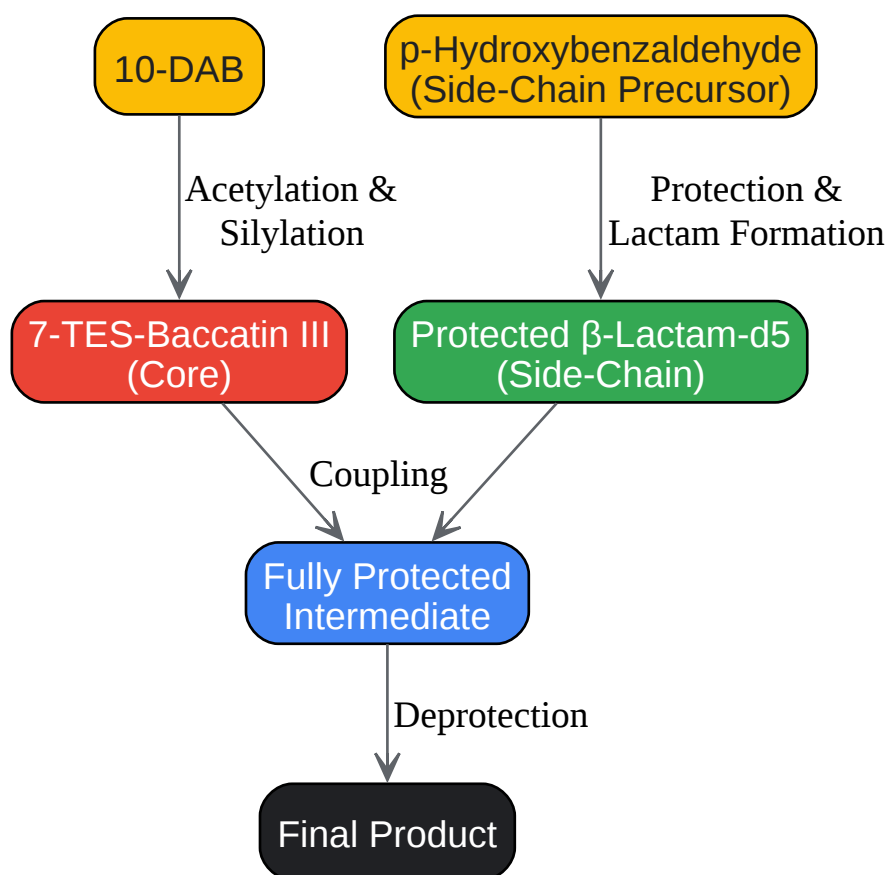 10-DAB
p-Hydroxybenzaldehyde
(Side-Chain Precursor)
Acetylation &
Silylation
Protection &
Lactam Formation
7-TES-Baccatin III
(Core)
Protected β-Lactam-d5
(Side-Chain)
Coupling
Fully Protected
Intermediate
Deprotection
Final Product